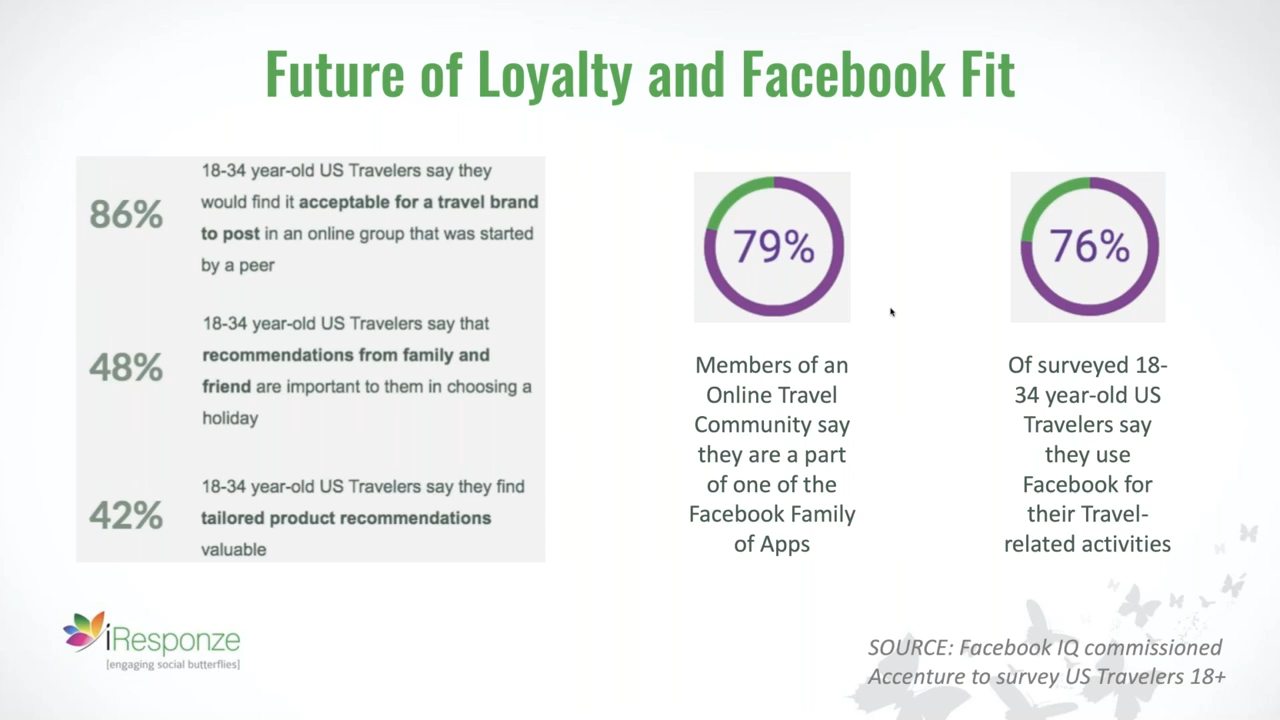 Future of Loyalty and Facebook Fit
86%
18-34 year-old US Travelers say they
would find it acceptable for a travel brand
to post in an online group that was started
by a peer
48%
18-34 year-old US Travelers say that
recommendations from family and
friend are important to them in choosing a
holiday
42%
18-34 year-old US Travelers say they find
tailored product recommendations
valuable
79%
Members of an
Online Travel
Community say
they are a part
of one of the
Facebook Family
of Apps
76%
Of surveyed 18-
34 year-old US
Travelers say
they use
Facebook for
their Travel-
related activities
iResponze
[engaging social butterflies]
SOURCE: Facebook IQ commissioned
Accenture to survey US Travelers 18+